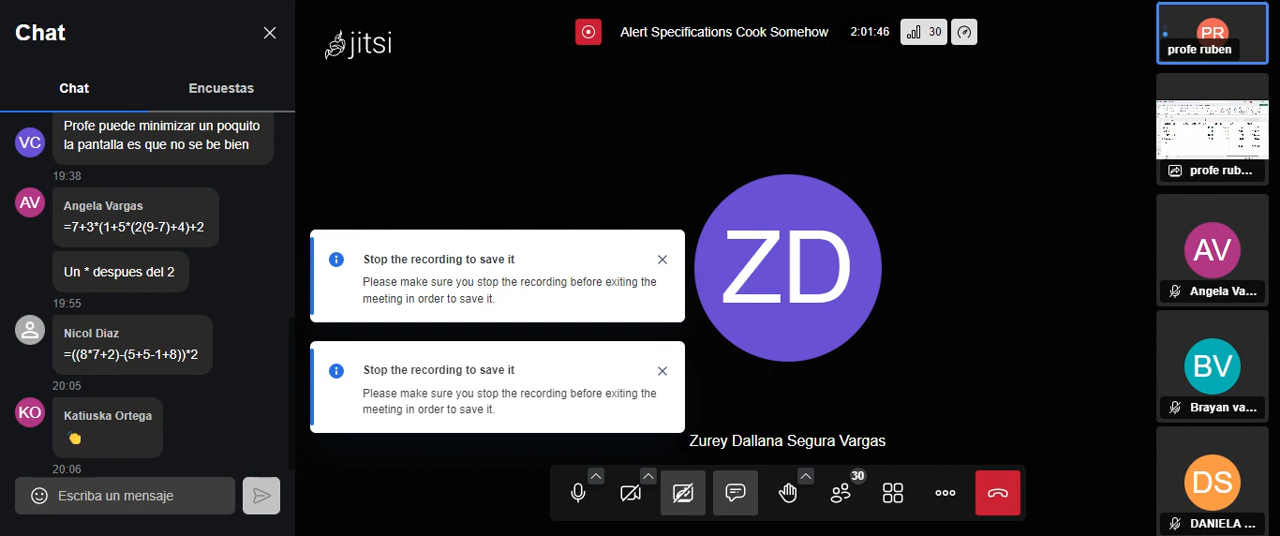 Chat
Chat
Encuestas
VC
Profe puede minimizar un poquito
la pantalla es que no se be bien
19:38
AV
Angela Vargas
=7+3*(1+5*(2(9-7)+4)+2
Un * despues del 2
19:55
Nicol Diaz
=((8*7+2)-(5+5-1+8))*2
20:05
KO
Katiuska Ortega
20:06
Escriba un mensaje
jitsi
Alert Specifications Cook Somehow
2:01:46
30
Stop the recording to save it
Please make sure you stop the recording before exiting the
meeting in order to save it.
Stop the recording to save it
Please make sure you stop the recording before exiting the
meeting in order to save it.
ZD
Zurey Dallana Segura Vargas
30
PR
profe ruben
profe rub...
AV
Angela Va...
BV
Brayan va...
DS
DANIELA ...